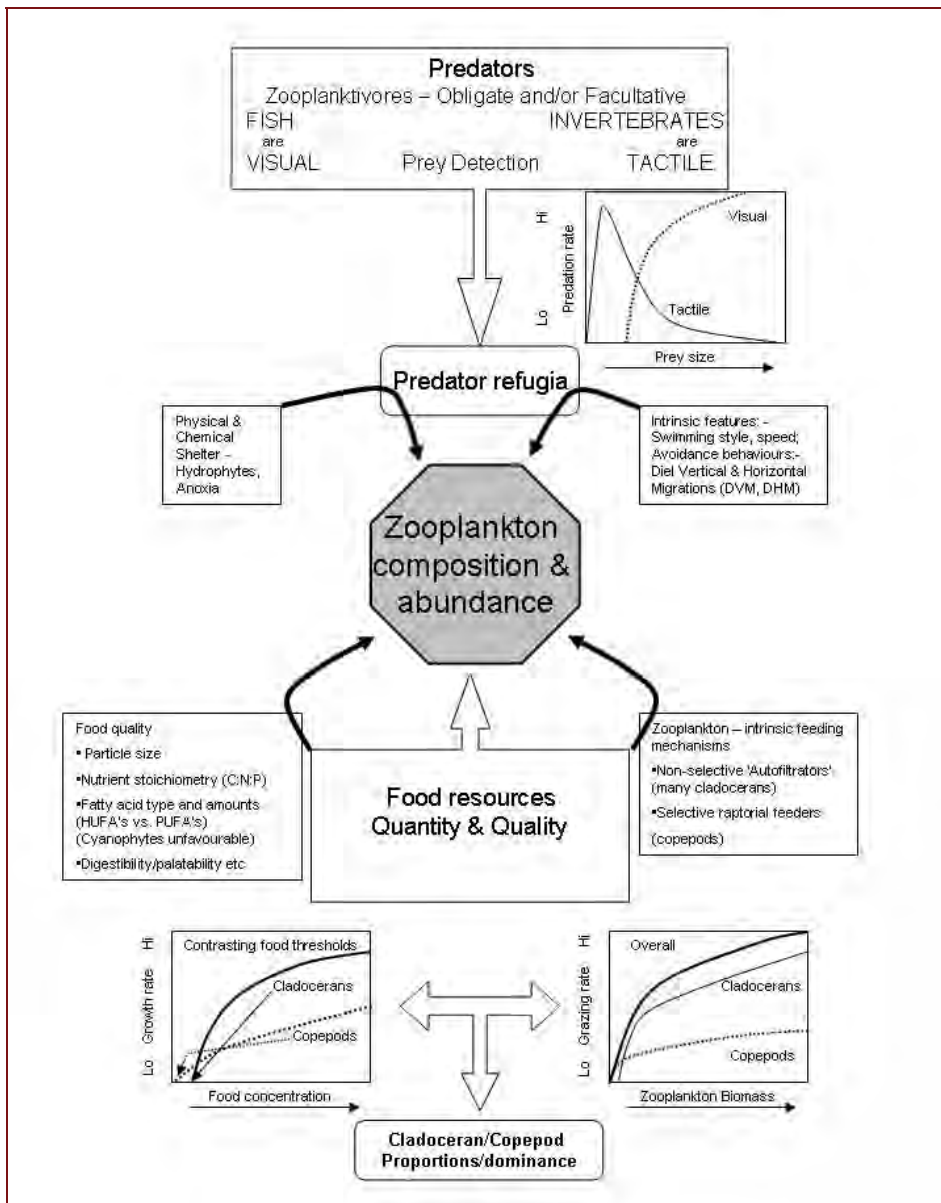 Predators
Zooplanktivores – Obligate and/or Facultative
FISH INVERTEBRATES
are are
VISUAL Prey Detection TACTILE
Hi
Predation rate
Lo
Visual
Tactile
Prey size
Predator refugia
Physical &
Chemical
Shelter –
Hydrophytes,
Anoxia
Intrinsic features: -
Swimming style, speed;
Avoidance behaviours:-
Diel Vertical & Horizontal
Migrations (DVM, DHM)
Zooplankton
composition &
abundance
Food quality
• Particle size
•Nutrient stoichiometry (C:N:P)
•Fatty acid type and amounts
(HUFA's vs. PUFA's)
(Cyanophytes unfavourable)
•Digestibility/palatability etc
Food resources
Quantity & Quality
Zooplankton – intrinsic feeding
mechanisms
•Non-selective 'Autofiltrators'
(many cladocerans)
•Selective raptorial feeders
(copepods)
Hi
Growth rate
Lo
Contrasting food thresholds
Cladocerans
Copepods
Food concentration
Hi
Grazing rate
Lo
Overall
Cladocerans
Copepods
Zooplankton Biomass
Cladoceran/Copepod
Proportions/dominance